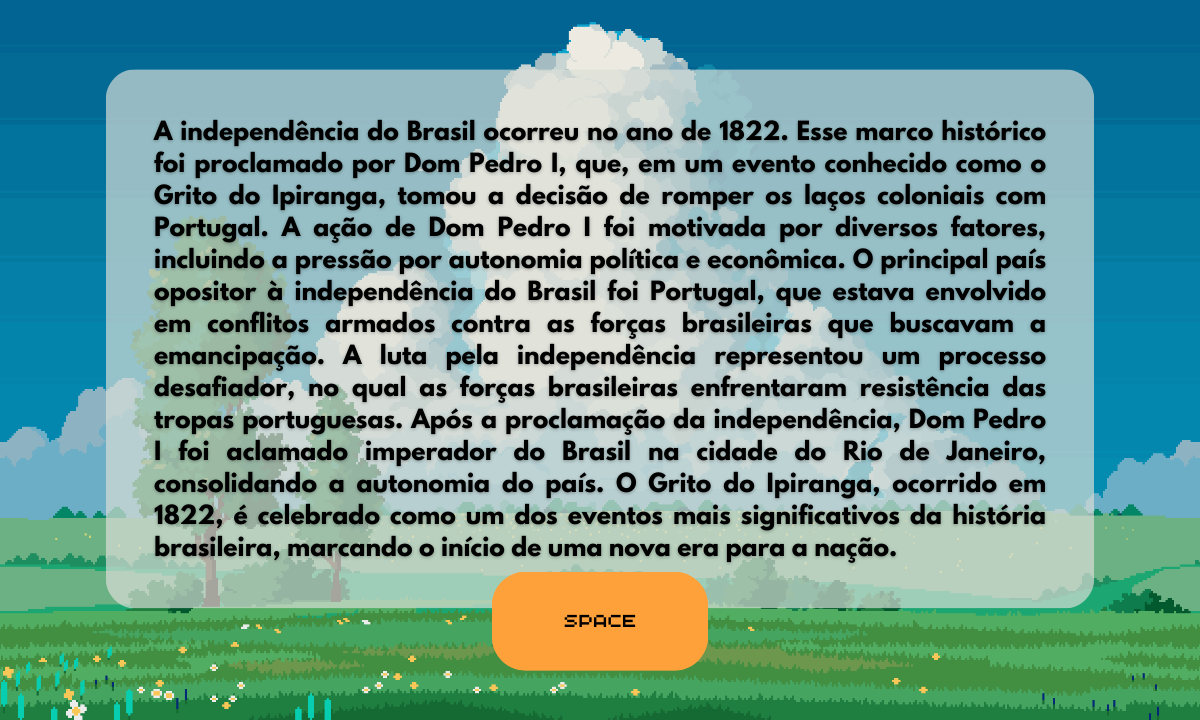 A independência do Brasil ocorreu no ano de 1822. Esse marco histórico
foi proclamado por Dom Pedro I, que, em um evento conhecido como o
Grito do Ipiranga, tomou a decisão de romper os laços coloniais com
Portugal. A ação de Dom Pedro I foi motivada por diversos fatores,
incluindo a pressão por autonomia política e econômica. O principal país
opositor à independência do Brasil foi Portugal, que estava envolvido
em conflitos armados contra as forças brasileiras que buscavam a
emancipação. A luta pela independência representou um processo
desafiador, no qual as forças brasileiras enfrentaram resistência das
tropas portuguesas. Após a proclamação da independência, Dom Pedro
I foi aclamado imperador do Brasil na cidade do Rio de Janeiro,
consolidando a autonomia do país. O Grito do Ipiranga, ocorrido em
1822, é celebrado como um dos eventos mais significativos da história
brasileira, marcando o início de uma nova era para a nação.
SPACE